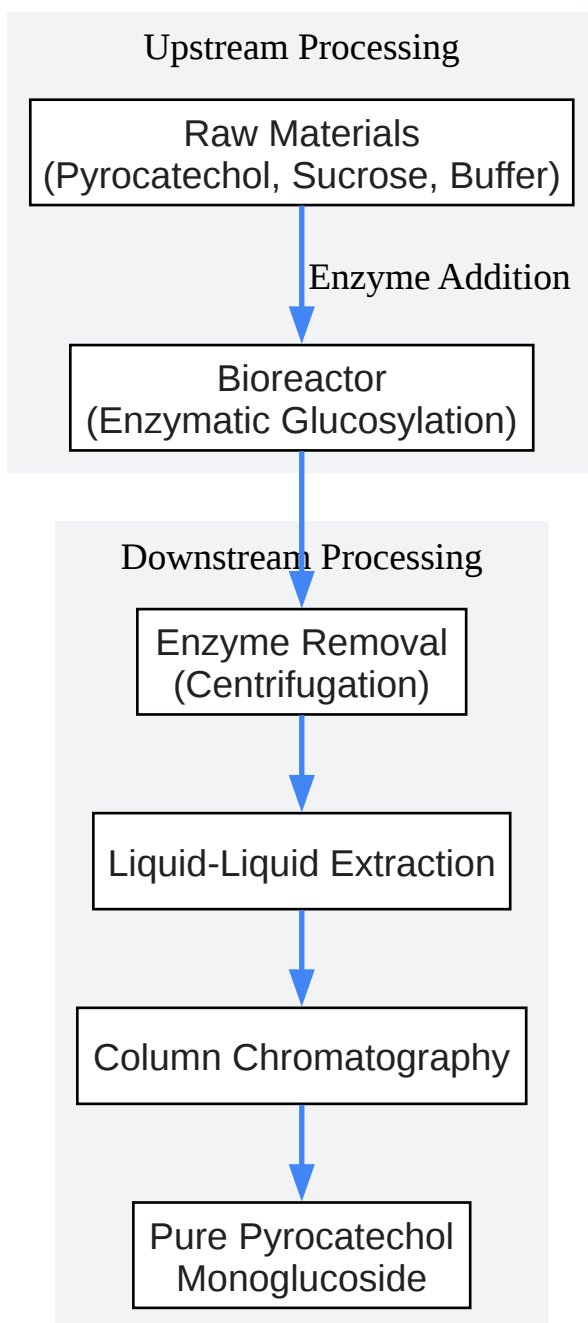 Upstream Processing
Raw Materials
(Pyrocatechol, Sucrose, Buffer)
Enzyme Addition
Bioreactor
(Enzymatic Glucosylation)
Downstream Processing
Enzyme Removal
(Centrifugation)
Liquid-Liquid Extraction
Column Chromatography
Pure Pyrocatechol
Monoglucoside